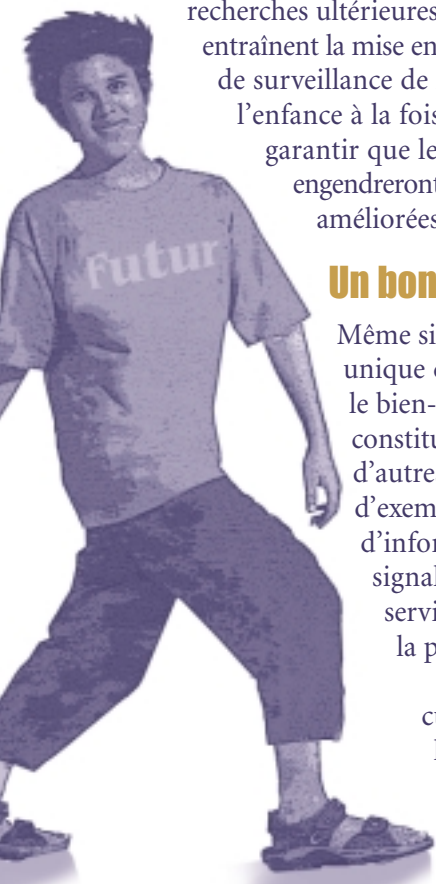 recherches ultérieures
entraînent la mise en
de surveillance de
l’enfance à la fois
garantir que le
engendreront
améliorées
Futur
Un bon
Même si
unique
le bien-
constitu
d’autre
d’exem
d’infor
signal
servi
la p